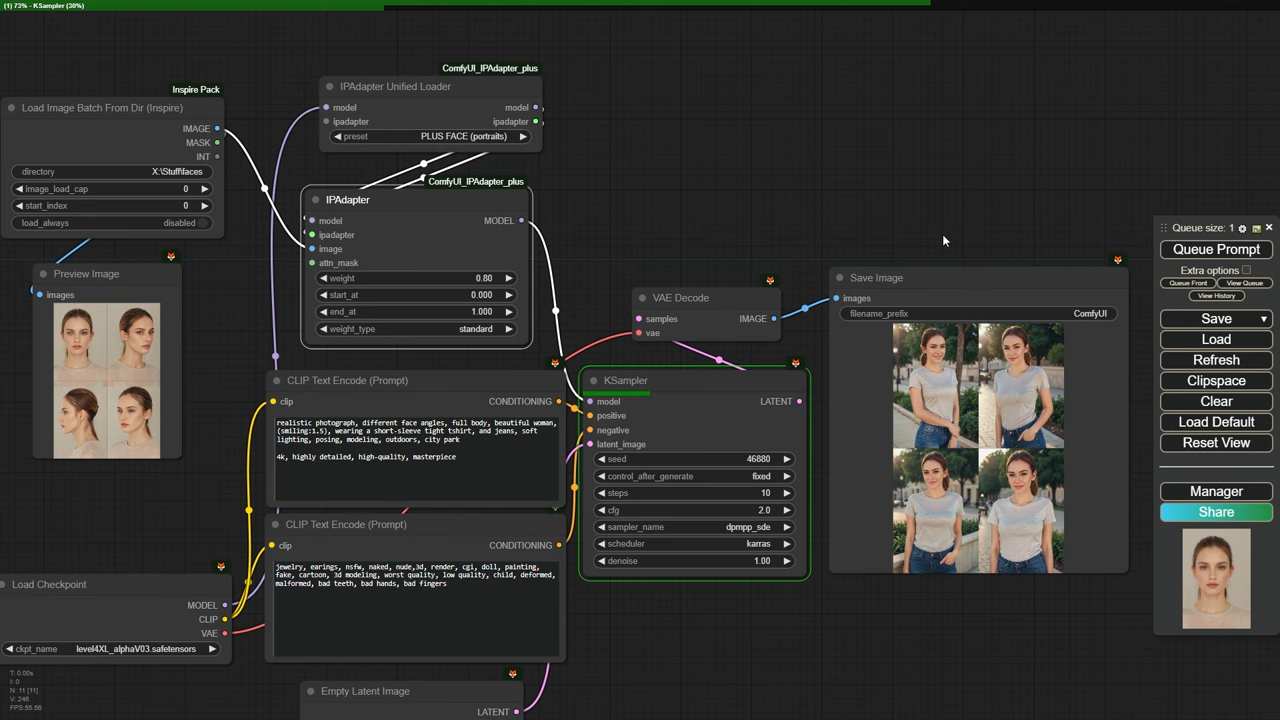 (1) 73% - KSampler (30%)
ComfyUI_IPAdapter_plus
IPAdapter Unified Loader
model model
ipadapter ipadapter
preset PLUS FACE (portraits)
Inspire Pack
Load Image Batch From Dir (Inspire)
IMAGE
MASK
INT
directory X:\Stuff\faces
image_load_cap 0
start_index 0
load_always disabled
ComfyUI_IPAdapter_plus
IPAdapter
model MODEL
ipadapter
image
attn_mask
weight 0.80
start_at 0.000
end_at 1.000
weight_type standard
Preview Image
images
VAE Decode
samples IMAGE
vae
Save Image
images
filename_prefix ComfyUI
CLIP Text Encode (Prompt)
clip CONDITIONING
realistic photograph, different face angles, full body, beautiful woman,
(smiling:1.5), wearing a short-sleeve tight tshirt, and jeans, soft
lighting, posing, modeling, outdoors, city park
4k, highly detailed, high-quality, masterpiece
CLIP Text Encode (Prompt)
clip CONDITIONING
jewelry, earings, nsfw, naked, nude,3d, render, cgi, doll, painting,
fake, cartoon, 3d modeling, worst quality, low quality, child, deformed,
malformed, bad teeth, bad hands, bad fingers
KSampler
model LATENT
positive
negative
latent_image
seed 46880
control_after_generate fixed
steps 10
cfg 2.0
sampler_name dpmpp_sde
scheduler karras
denoise 1.00
Load Checkpoint
MODEL
CLIP
VAE
ckpt_name level4XL_alphaV03.safetensors
Empty Latent Image
LATENT
T: 0.00s
I: 0
N: 11 [11]
V: 246
FPS:55.56
Queue size: 1
Queue Prompt
Extra options
Queue Front View Queue
View History
Save
Load
Refresh
Clipspace
Clear
Load Default
Reset View
Manager
Share